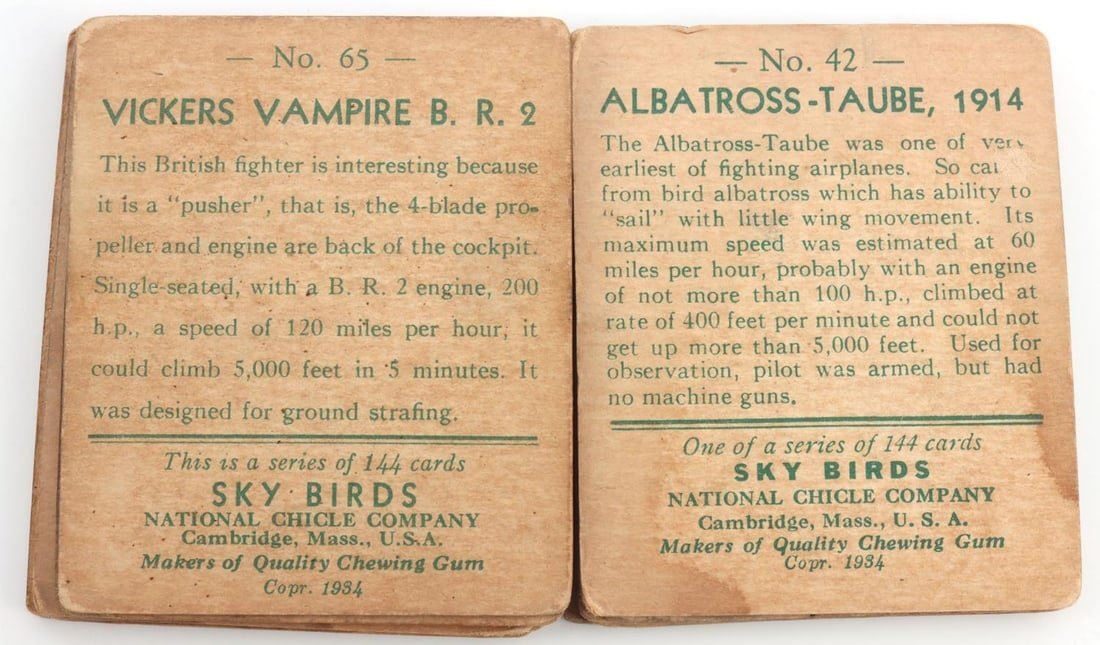 — No. 65 —
VICKERS VAMPIRE B. R. 2
This British fighter is interesting because
it is a "pusher", that is, the 4-blade pro-
peller and engine are back of the cockpit.
Single-seated, with a B. R. 2 engine, 200
h.p., a speed of 120 miles per hour, it
could climb 5,000 feet in 5 minutes. It
was designed for ground strafing.
This is a series of 144 cards
SKY BIRDS
NATIONAL CHICLE COMPANY
Cambridge, Mass., U.S.A.
Makers of Quality Chewing Gum
Copr. 1934
— No. 42 —
ALBATROSS-TAUBE, 1914
The Albatross-Taube was one of
earliest of fighting airplanes. So
from bird albatross which has ability to
"sail" with little wing movement. Its
maximum speed was estimated at 60
miles per hour, probably with an engine
of not more than 100 h.p., climbed at
rate of 400 feet per minute and could not
get up more than 5,000 feet. Used for
observation, pilot was armed, but had
no machine guns.
One of a series of 144 cards
SKY BIRDS
NATIONAL CHICLE COMPANY
Cambridge, Mass., U. S. A.
Makers of Quality Chewing Gum
Copr. 1934